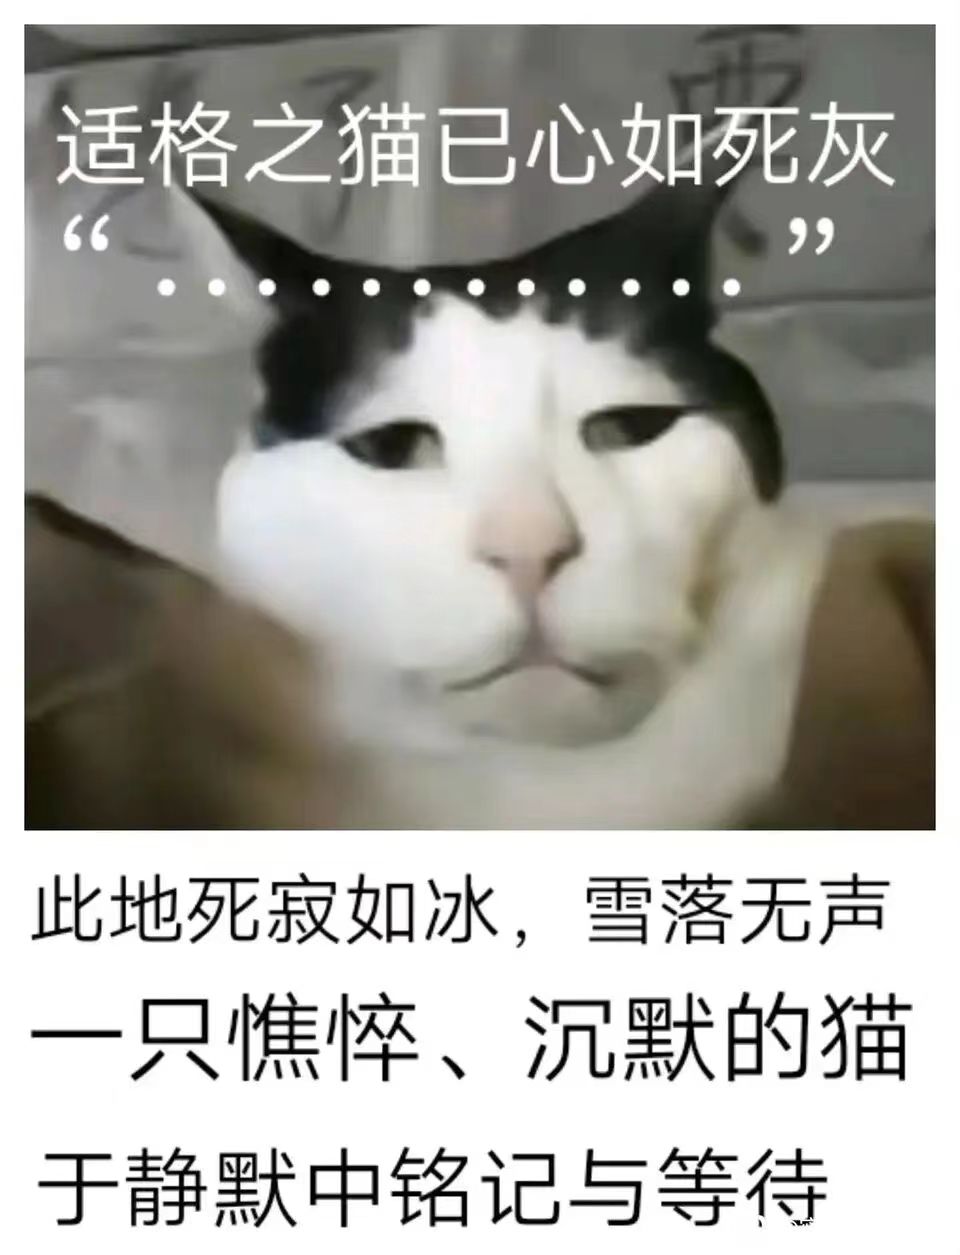 适格之猫已心如死灰
“............”
此地死寂如冰，雪落无声
一只憔悴、沉默的猫
于静默中铭记与等待